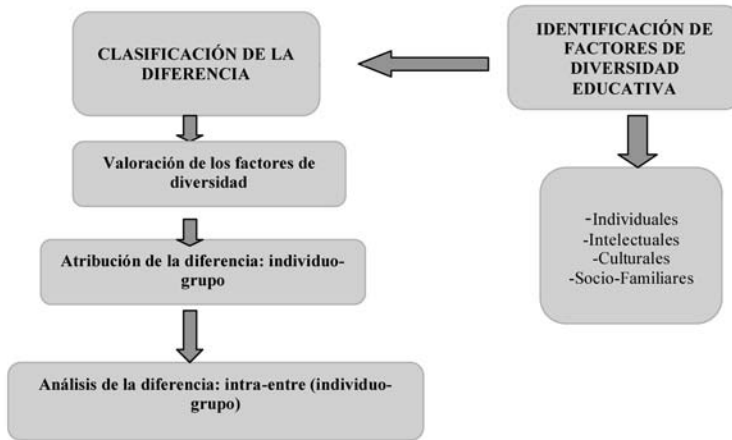 CLASIFICACIÓN DE LA
DIFERENCIA
IDENTIFICACIÓN DE
FACTORES DE
DIVERSIDAD
EDUCATIVA
Valoración de los factores de
diversidad
-Individuales
-Intelectuales
-Culturales
-Socio-Familiares
Atribución de la diferencia: individuo-
grupo
Análisis de la diferencia: intra-entre (individuo-
grupo)